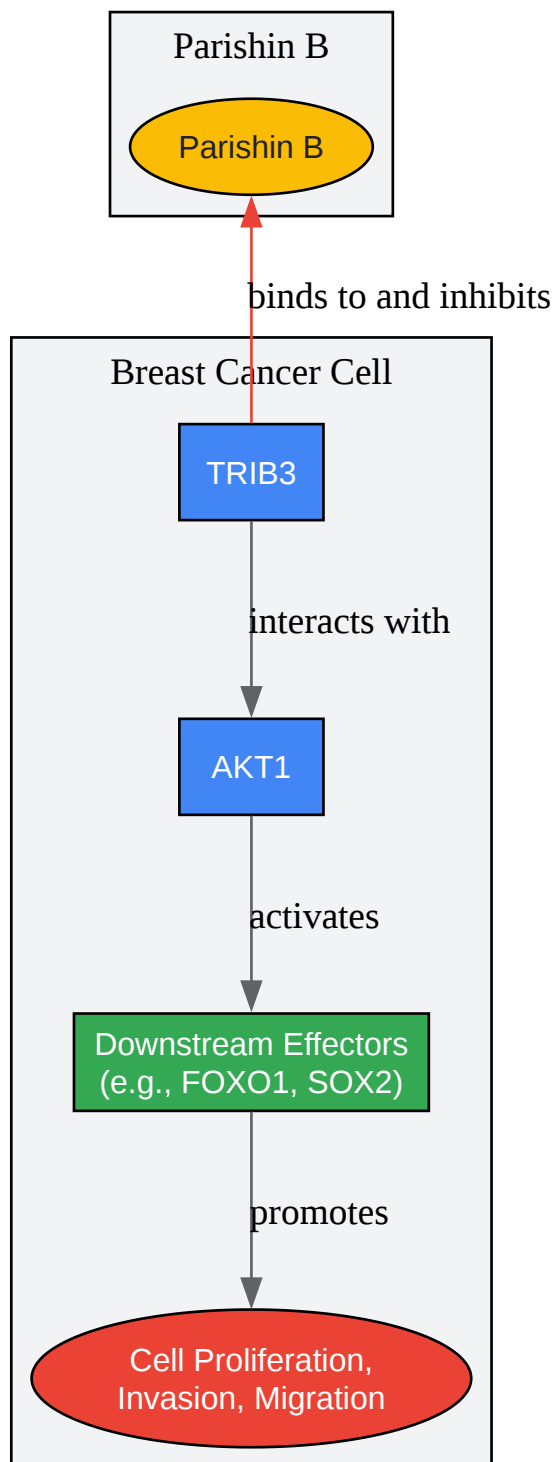 Parishin B
Parishin B
binds to and inhibits
Breast Cancer Cell
TRIB3
interacts with
AKT1
activates
Downstream Effectors
(e.g., FOXO1, SOX2)
promotes
Cell Proliferation,
Invasion, Migration